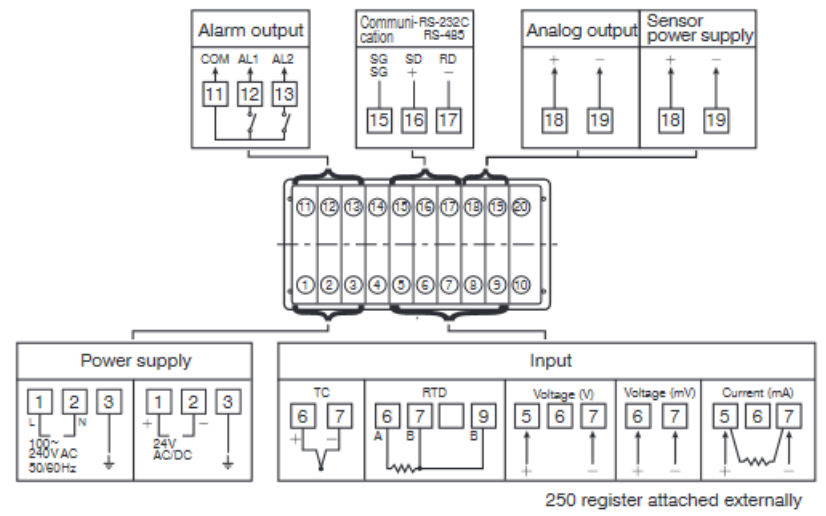 Alarm output
COM AL1 AL2
11 12 13
Communi- RS-232C
cation RS-485
SG SD RD
SG + −
15 16 17
Analog output
+ −
18 19
Sensor
power supply
+ −
18 19
11 12 13 14 15 16 17 18 19 20
1 2 3 4 5 6 7 8 9 10
Power supply
1 2 3
L N
100~
240V AC
50/60Hz
1 2 3
+ −
24V
AC/DC
Input
TC
6 7
+ −
RTD
6 7 9
A B B
Voltage (V)
5 6 7
+ −
Voltage (mV)
6 7
+ −
Current (mA)
5 6 7
+ −
250 register attached externally